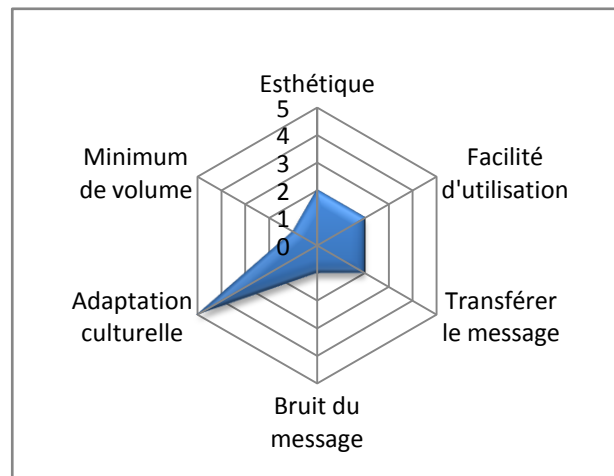 Esthétique
5
4
3
2
1
0
Facilité
d'utilisation
Transférer
le message
Bruit du
message
Adaptation
culturelle
Minimum
de volume